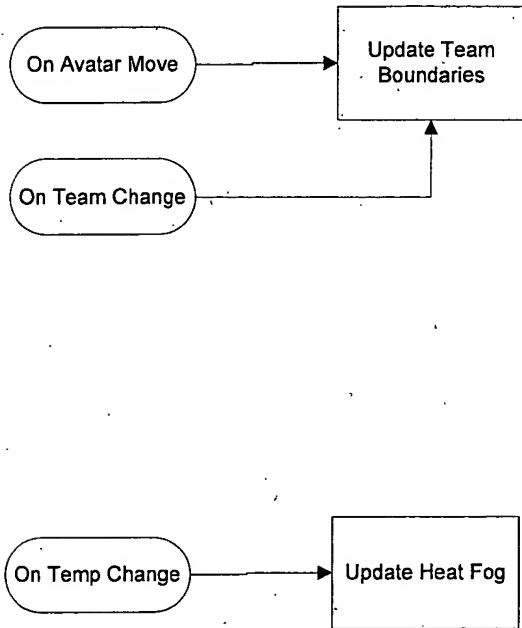 On Avatar Move
Update Team
Boundaries
On Team Change
On Temp Change
Update Heat Fog